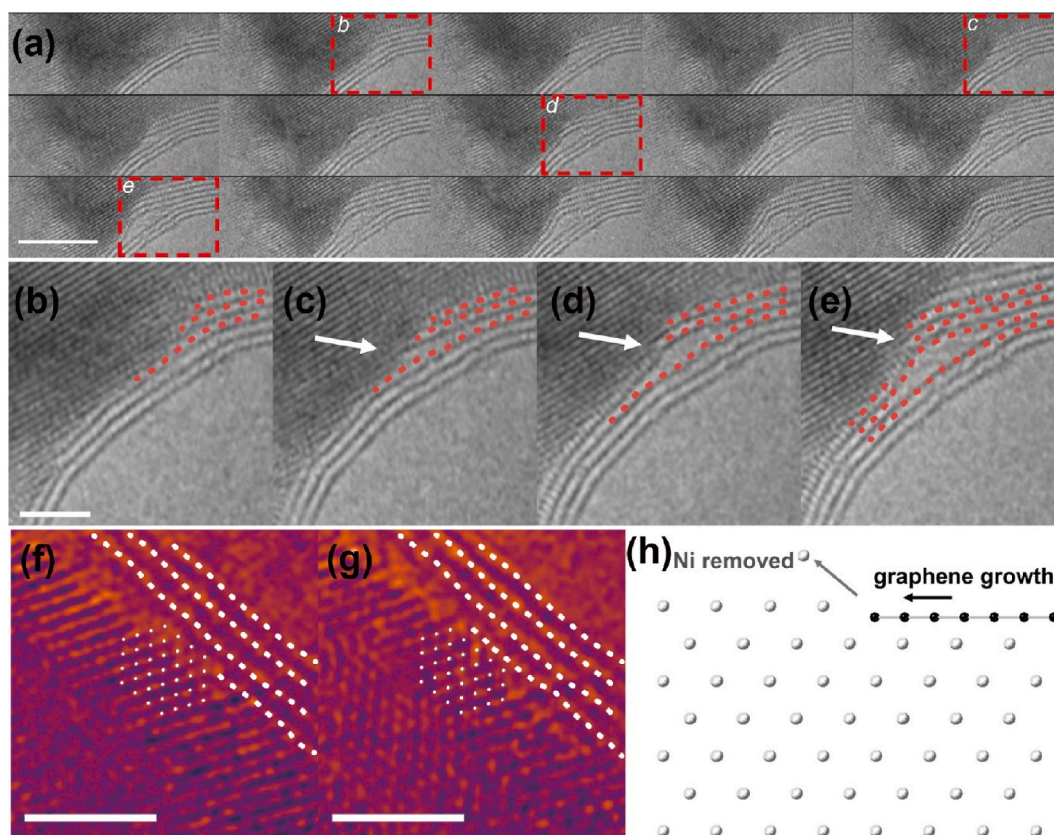 (a)
b
c
d
e
(b)
(c)
(d)
(e)
(f)
(g)
(h)
Ni removed
graphene growth